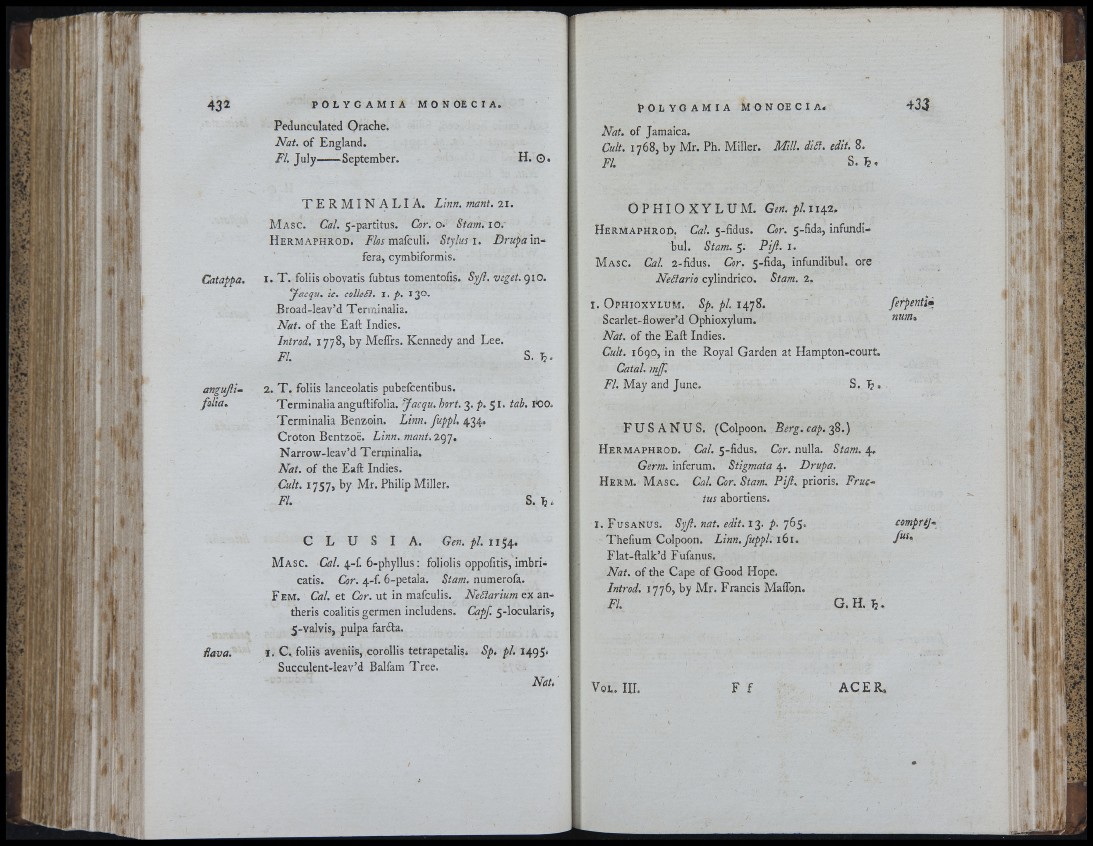 432 POLYGAMIA MONOECIA.
Pedunculated Orache.
Nat. of England.
Fl. July——September. H. ☉.
TERMINALIA. Linn. mant. 21.
MASC. Cal. 5-partitus. Cor. 0. Stam. 10.
HERMAPHROD. Flos maſculi. Stylus 1. Drupa in-
fera, cymbiformis.
Catappa. 1. T. foliis obovatis ſubtus tomentoſis. Syſt. veget. 910.
Jacqu. ic. collect. 1. p. 130.
Broad-leav'd Terminalia.
Nat. of the Eaſt Indies.
Introd. 1778, by Meſſrs. Kennedy and Lee.
Fl. S. ♄.
anguſti- 2. T. foliis lanceolatis pubeſcentibus.
folia. Terminalia anguſtifolia. Jacqu. hort. 3. p. 51. tab. 100.
Terminalia Benzoin. Linn. ſuppl. 434.
Croton Bentzoë. Linn. mant. 297.
Narrow-leav'd Terminalia.
Nat. of the Eaſt Indies.
Cult. 1757, by Mr. Philip Miller.
Fl. S. ♄.
CLUSIA. Gen. pl. 1154.
MASC. Cal. 4-ſ. 6-phyllus: foliolis oppoſitis, imbri-
catis. Cor. 4-ſ. 6-petala. Stam. numeroſa.
FEM. Cal. et Cor. ut in maſculis. Nectarium ex an-
theris coalitis germen includens. Capſ. 5-locularis,
5-valvis, pulpa farcta.
flava. 1. C. foliis aveniis, corollis tetrapetalis. Sp. pl. 1495.
Succulent-leav'd Balſam Tree.
Nat.
POLYGAMIA MONOECIA. 433
Nat. of Jamaica.
Cult. 1768, by Mr. Ph. Miller. Mill. dict. edit. 8.
Fl. S. ♄.
OPHIOXYLUM. Gen. pl. 1142.
HERMAPHROD. Cal. 5-fidus. Cor. 5-fida, infundi-
bul. Stam. 5. Piſt. 1.
MASC. Cal. 2-fidus. Cor. 5-fida, infundibul. ore
Nectario cylindrico. Stam. 2.
1. OPHIOXYLUM. Sp. pl. 1478. ſerpenti-
Scarlet-flower'd Ophioxylum. num.
Nat. of the Eaſt Indies.
Cult. 1690, in the Royal Garden at Hampton-court.
Catal. mſſ.
Fl. May and June. S. ♄.
FUSANUS. (Colpoon. Berg. cap. 38.)
HERMAPHROD. Cal. 5-fidus. Cor. nulla. Stam. 4.
Germ. inferum. Stigmata 4. Drupa.
HERM. MASC. Cal. Cor. Stam. Piſt. prioris. Fruc-
tus abortiens.
1. FUSANUS. Syſt. nat. edit. 13. p. 765. compreſ-
Theſium Colpoon. Linn. ſuppl. 161. ſus.
Flat-ſtalk'd Fuſanus.
Nat. of the Cape of Good Hope.
Introd. 1776, by Mr. Francis Maſſon.
Fl. G. H. ♄.
VOL. III. F f ACER.